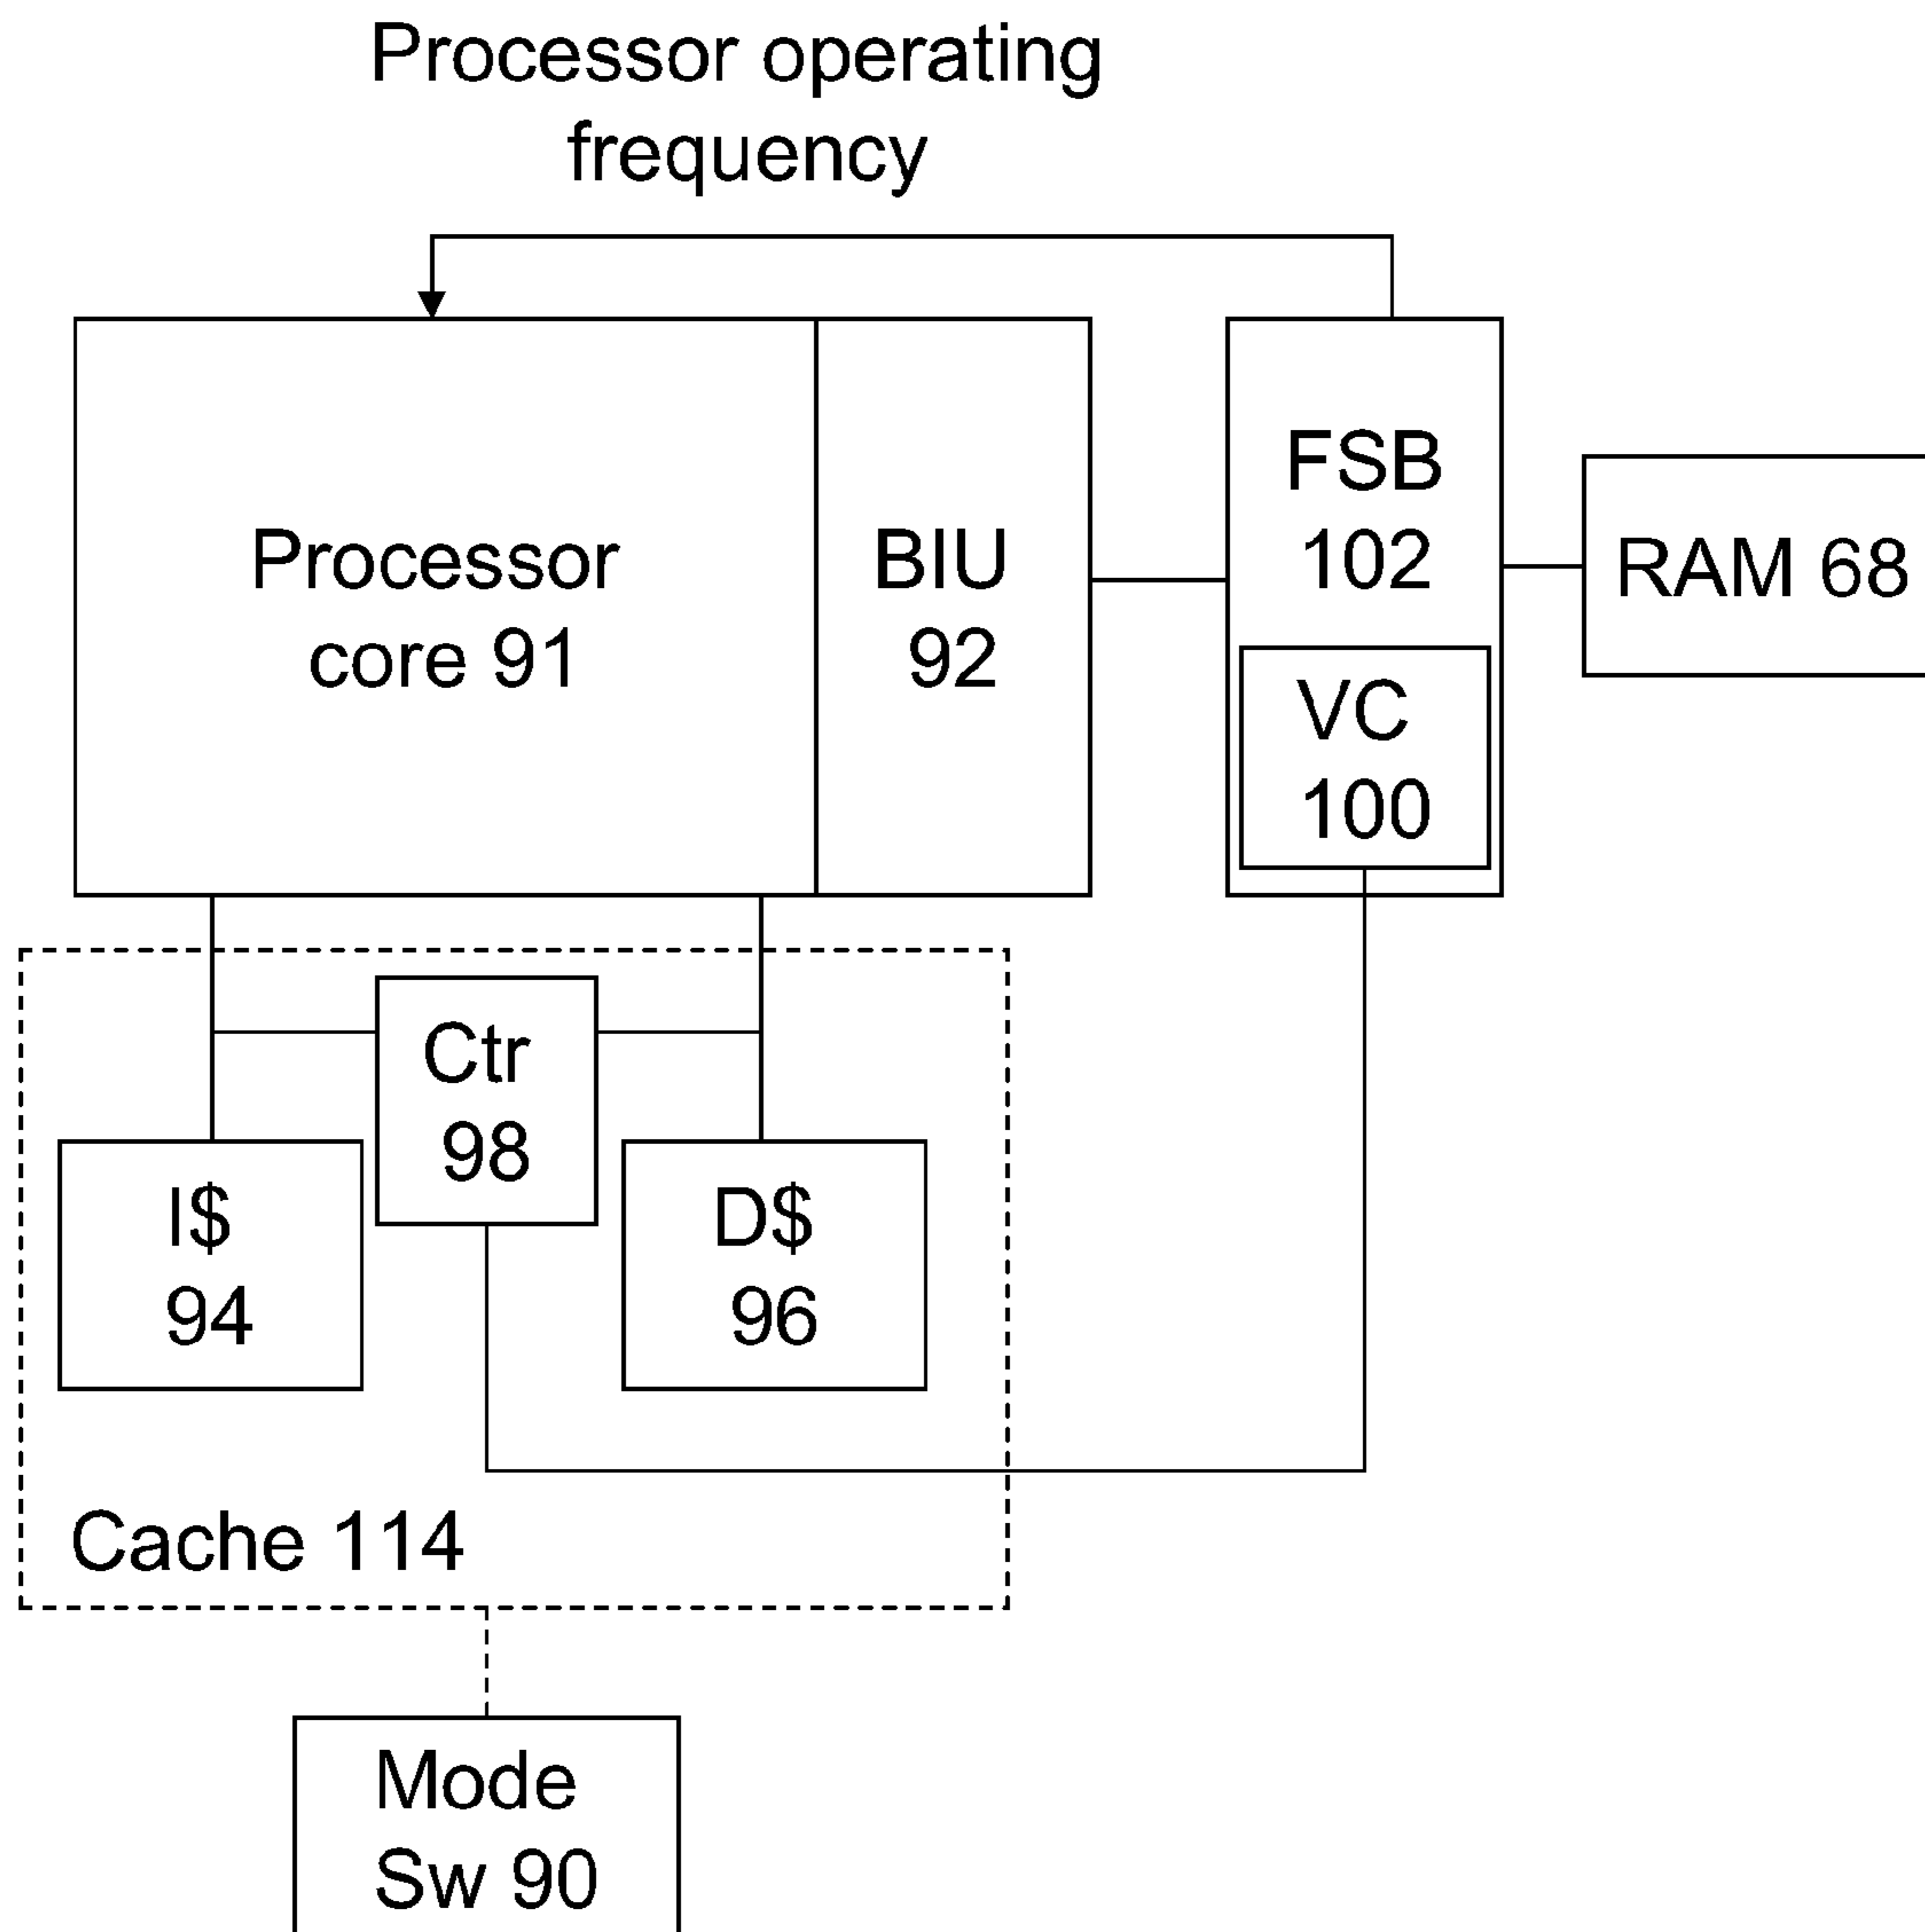 Processor operating
frequency
Processor
core 91
BIU
92
FSB
102
VC
100
RAM 68
Ctr
98
I$
94
D$
96
Cache 114
Mode
Sw 90